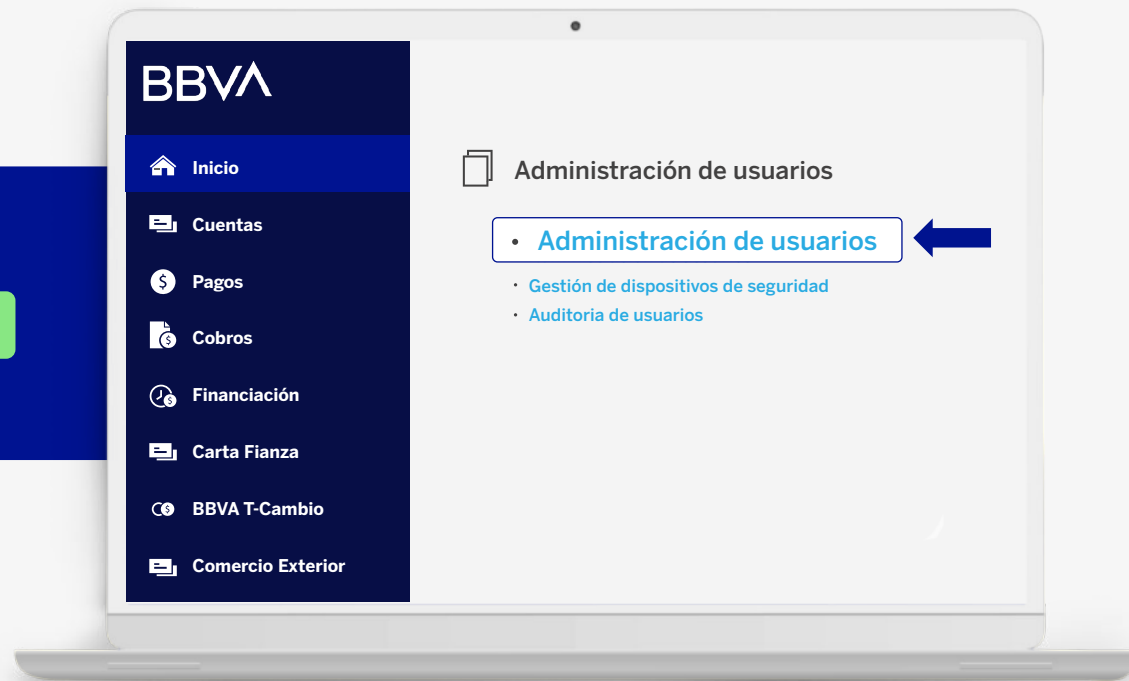 BBVA
Inicio
Cuentas
Pagos
Cobros
Financiación
Carta Fianza
BBVA T-Cambio
Comercio Exterior
Administración de usuarios
• Administración de usuarios
• Gestión de dispositivos de seguridad
• Auditoria de usuarios